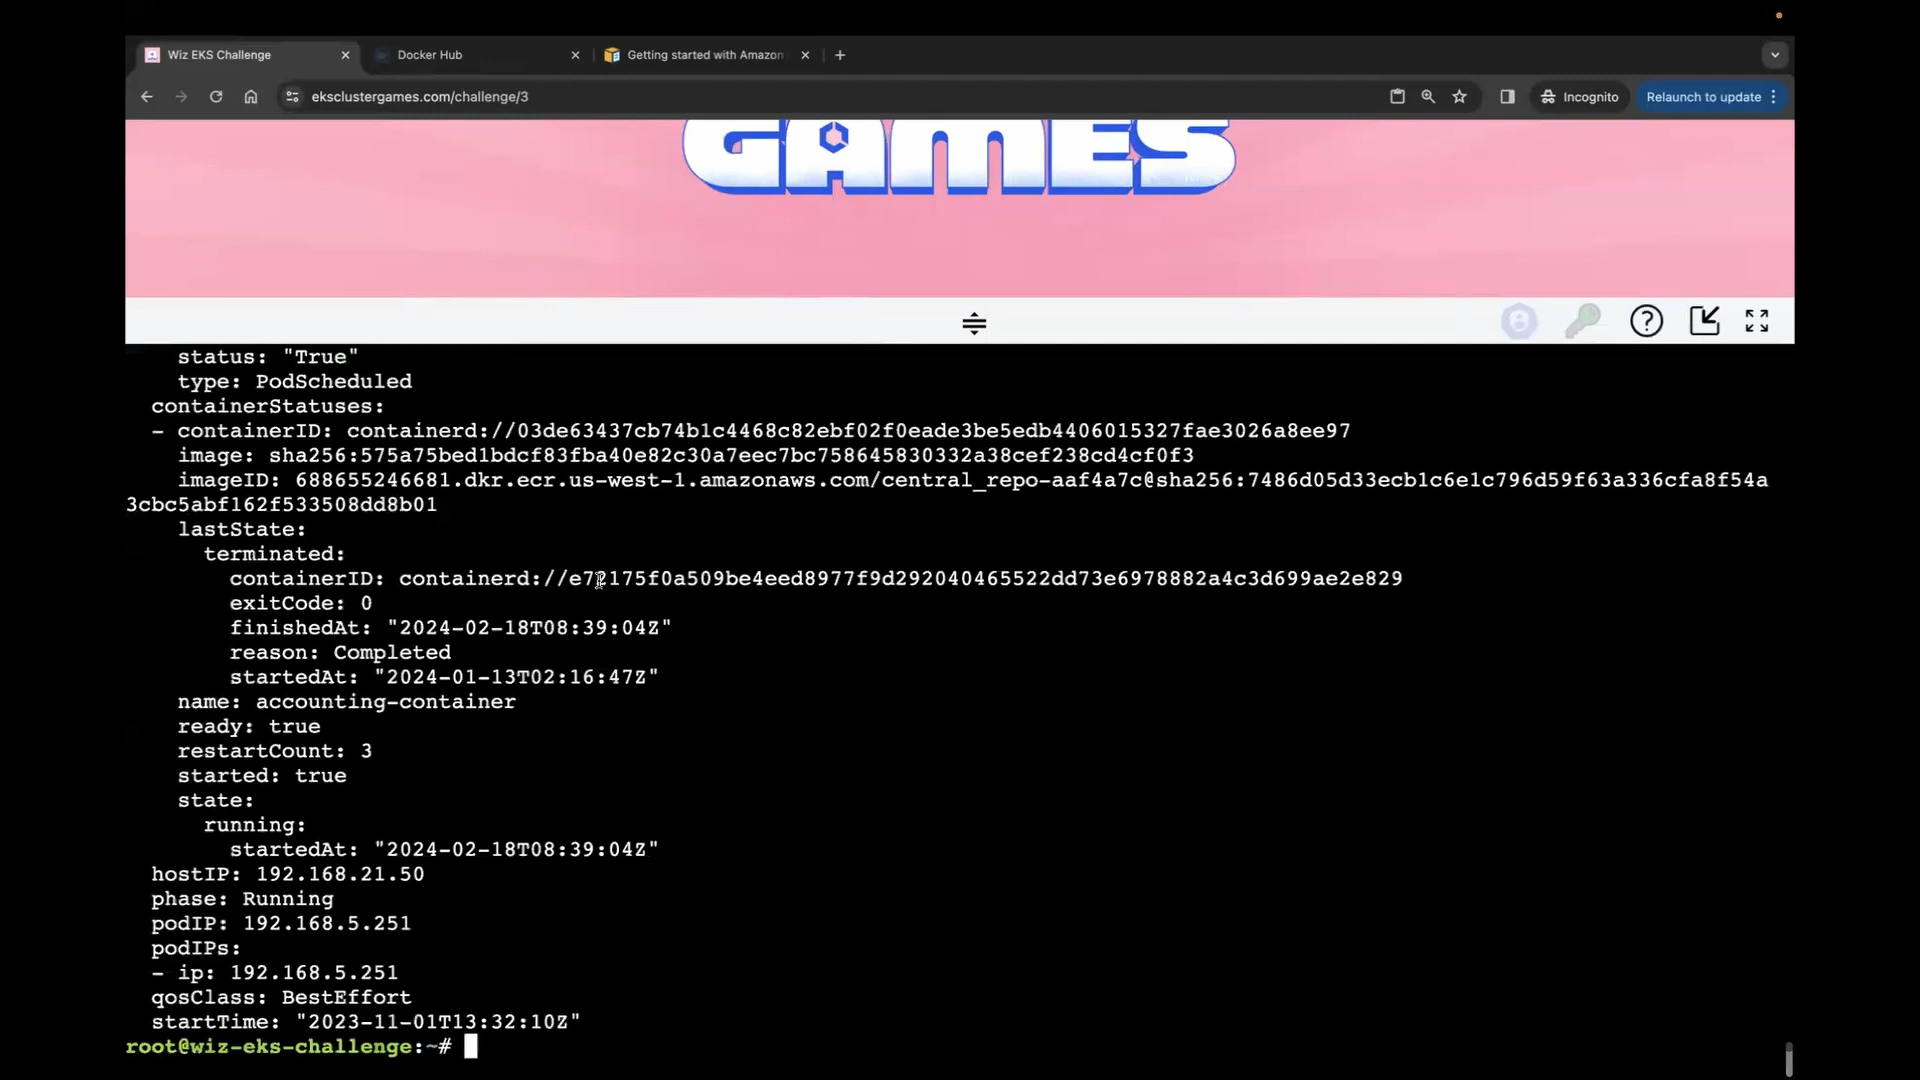 Wiz EKS Challenge
Docker Hub
Getting started with Amazon
eksclustergames.com/challenge/3
Incognito
Relaunch to update
GAMES
status: "True"
type: PodScheduled
containerStatuses:
- containerID: containerd://03de63437cb74b1c4468c82ebf02f0eade3be5edb4406015327fae3026a8ee97
image: sha256:575a75bed1bdcf83fba40e82c30a7eec7bc758645830332a38cef238cd4cf0f3
imageID: 688655246681.dkr.ecr.us-west-1.amazonaws.com/central_repo-aaf4a7c@sha256:7486d05d33ecb1c6e1c796d59f63a336cfa8f54a
3cbc5abf162f533508dd8b01
lastState:
terminated:
containerID: containerd://e72175f0a509be4eed8977f9d292040465522dd73e6978882a4c3d699ae2e829
exitCode: 0
finishedAt: "2024-02-18T08:39:04Z"
reason: Completed
startedAt: "2024-01-13T02:16:47Z"
name: accounting-container
ready: true
restartCount: 3
started: true
state:
running:
startedAt: "2024-02-18T08:39:04Z"
hostIP: 192.168.21.50
phase: Running
podIP: 192.168.5.251
podIPs:
- ip: 192.168.5.251
qosClass: BestEffort
startTime: "2023-11-01T13:32:10Z"
root@wiz-eks-challenge:~#